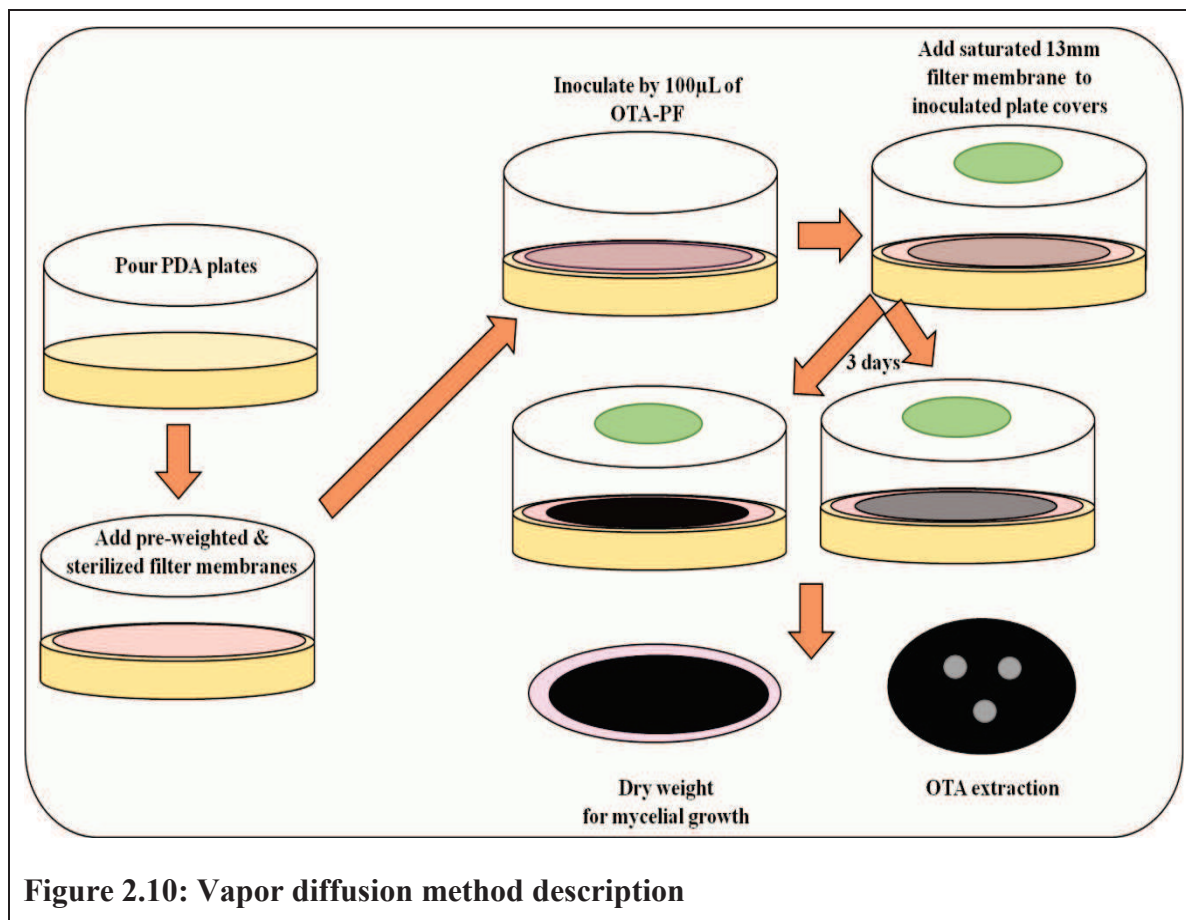 Pour PDA plates
Add pre-weighted &
sterilized filter membranes
Inoculate by 100µL of
OTA-PF
Add saturated 13mm
filter membrane to
inoculated plate covers
3 days
Dry weight
for mycelial growth
OTA extraction
Figure 2.10: Vapor diffusion method description